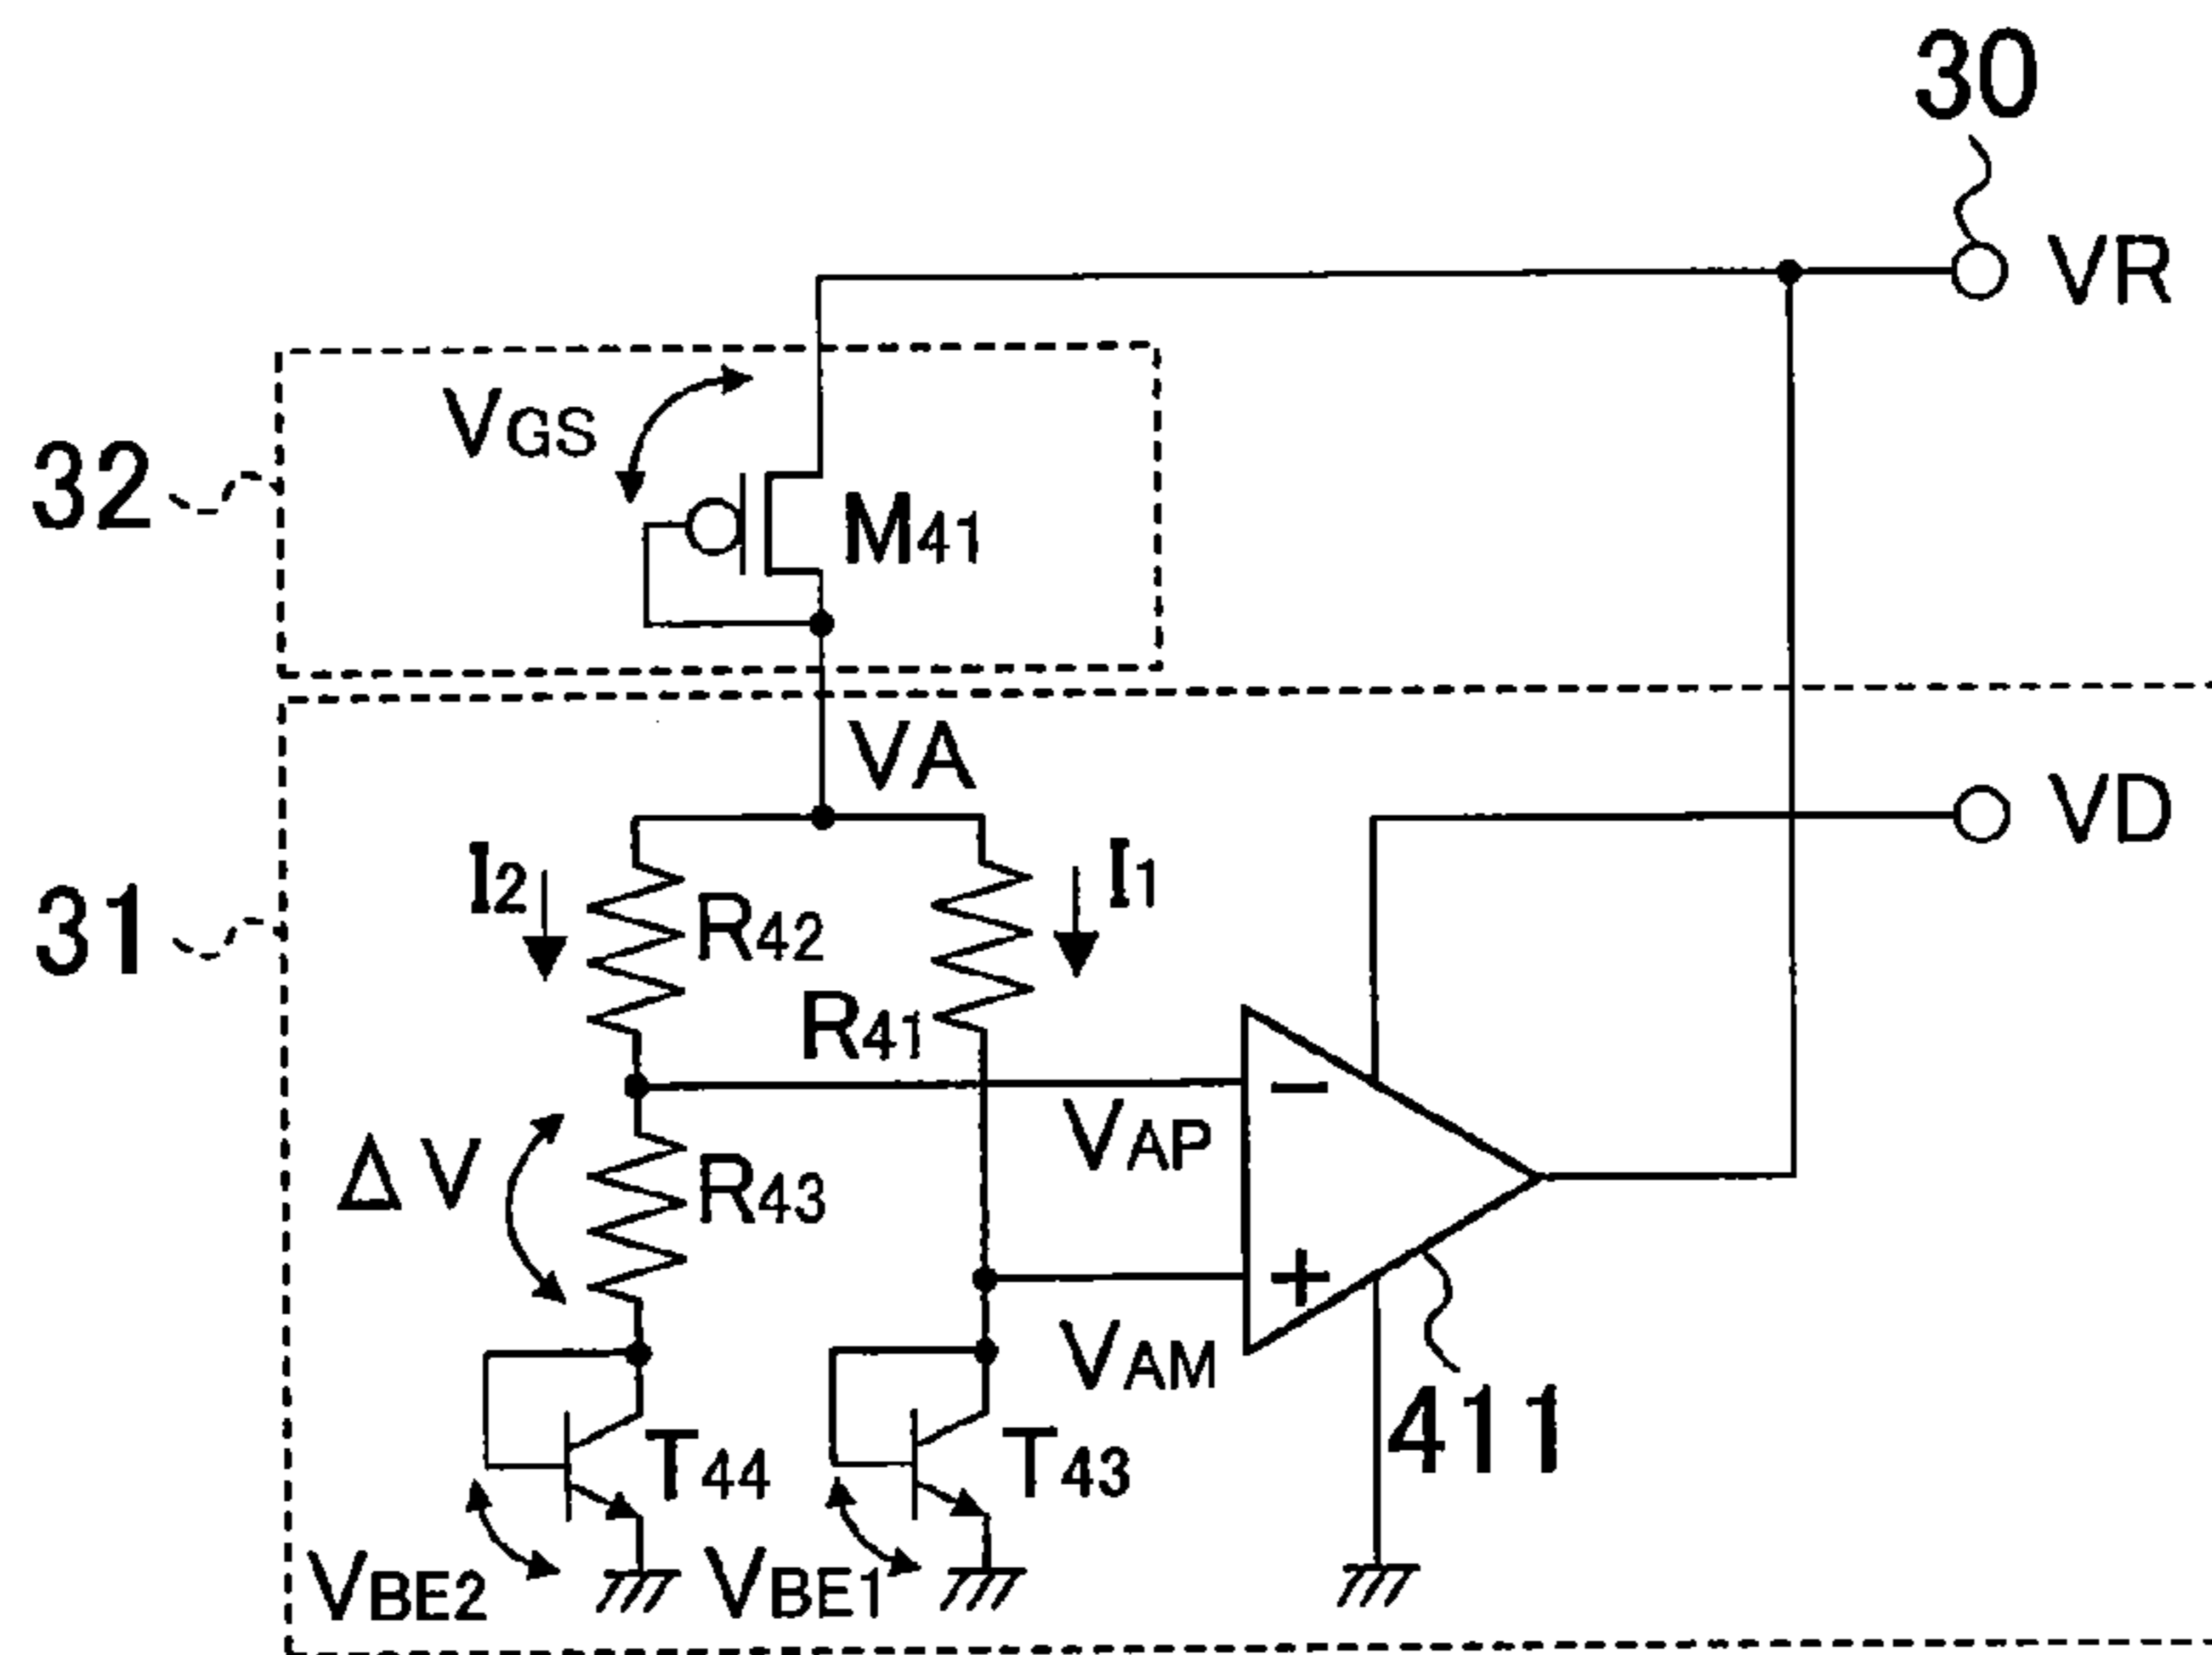 30
VR
VGS
32
M41
VA
VD
I2
I1
R42
31
R41
−
VAP
ΔV
R43
+
VAM
411
T44
T43
VBE2
VBE1